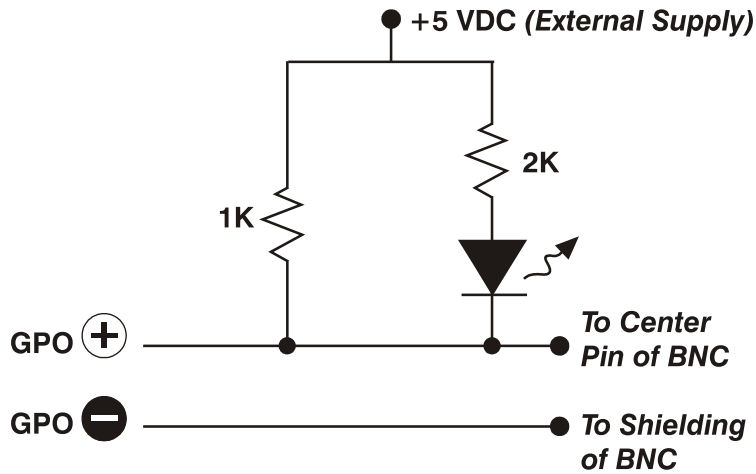 +5 VDC (External Supply)
2K
1K
GPO +
To Center
Pin of BNC
GPO −
To Shielding
of BNC